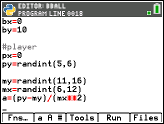 EDITOR: BBALL
PROGRAM LINE 0018
bx=0
by=10
#player
px=0
py=randint(5,6)
my=randint(11,16)
mx=randint(6,12)
a=(py-my)/(mx**2)
Fns… a A # Tools Run Files